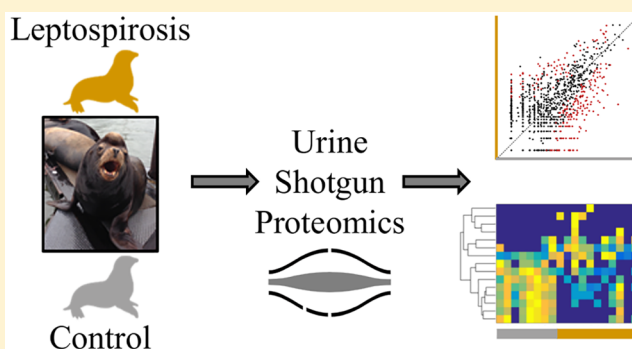 Leptospirosis
Urine
Shotgun
Proteomics
Control